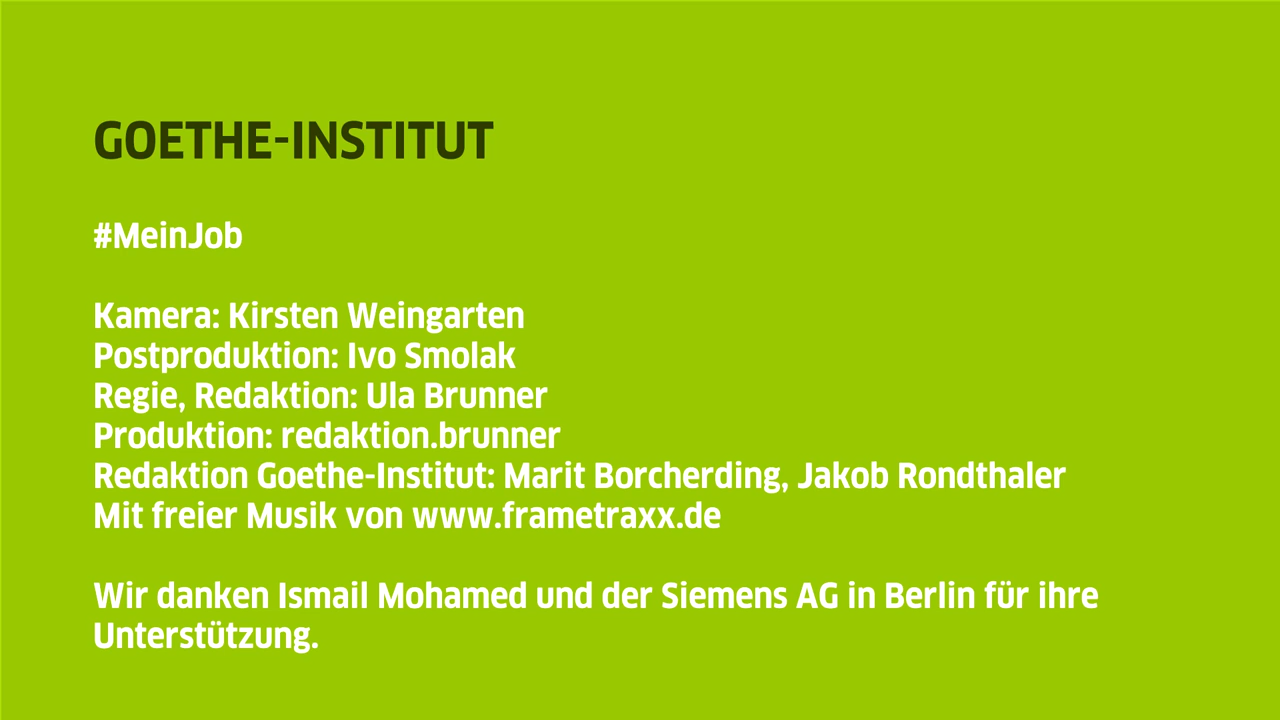 GOETHE-INSTITUT
#MeinJob
Kamera: Kirsten Weingarten
Postproduktion: Ivo Smolak
Regie, Redaktion: Ula Brunner
Produktion: redaktion.brunner
Redaktion Goethe-Institut: Marit Borcherding, Jakob Rondthaler
Mit freier Musik von www.frametraxx.de
Wir danken Ismail Mohamed und der Siemens AG in Berlin für ihre
Unterstützung.